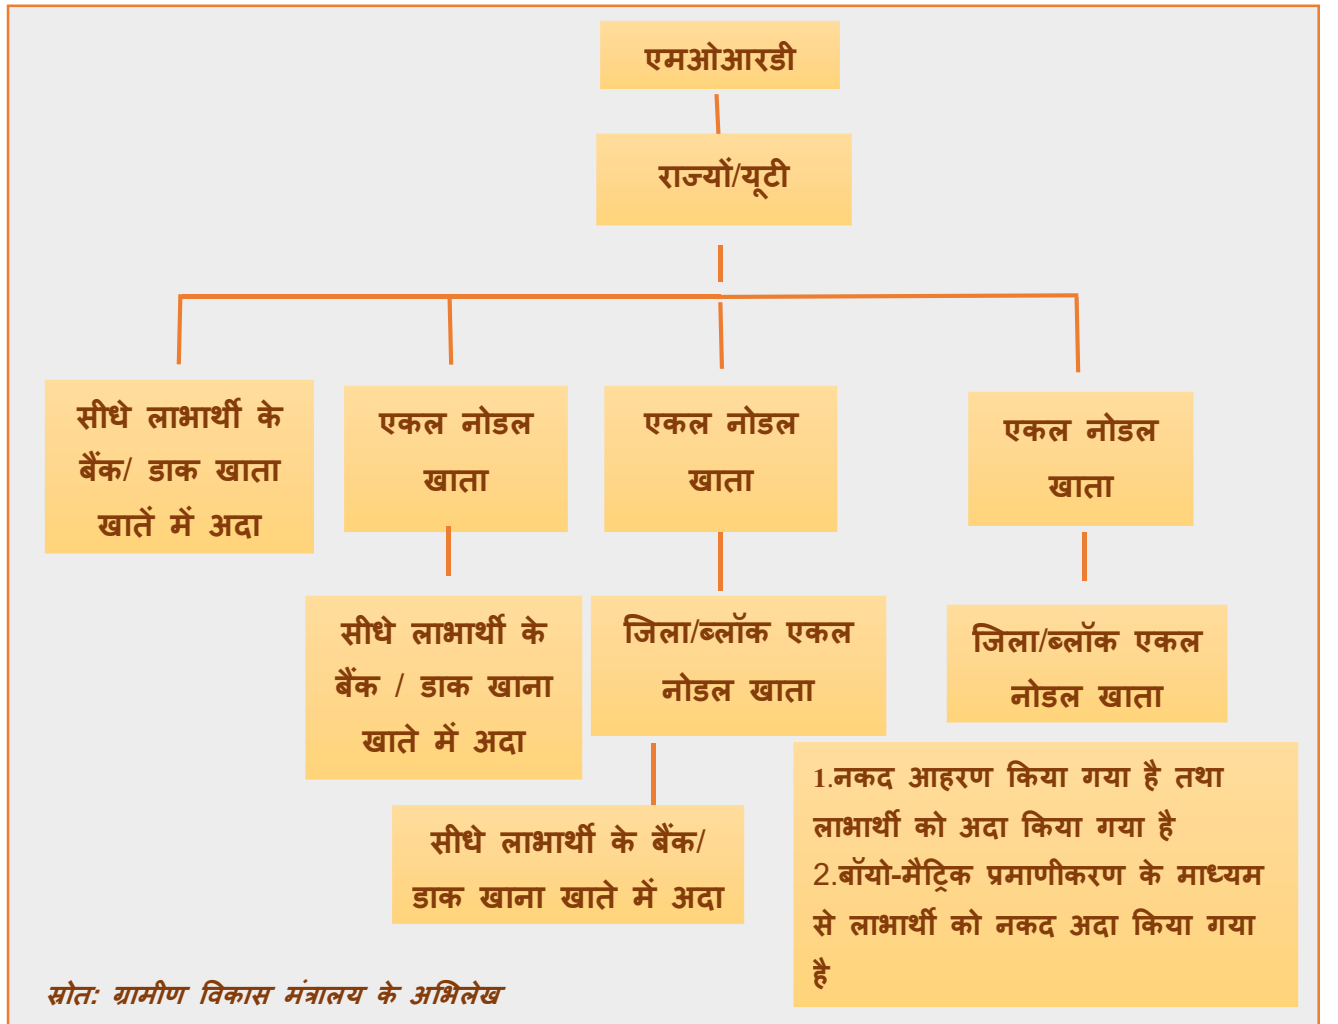 एमओआरडी
राज्यों/यूटी
सीधे लाभार्थी के
बैंक/ डाक खाता
खातें में अदा
एकल नोडल
खाता
एकल नोडल
खाता
एकल नोडल
खाता
सीधे लाभार्थी के
बैंक / डाक खाना
खाते में अदा
जिला/ब्लॉक एकल
नोडल खाता
जिला/ब्लॉक एकल
नोडल खाता
सीधे लाभार्थी के बैंक/
डाक खाना खाते में अदा
1.नकद आहरण किया गया है तथा
लाभार्थी को अदा किया गया है
2.बॉयो-मैट्रिक प्रमाणीकरण के माध्यम
से लाभार्थी को नकद अदा किया गया
है
स्रोत: ग्रामीण विकास मंत्रालय के अभिलेख